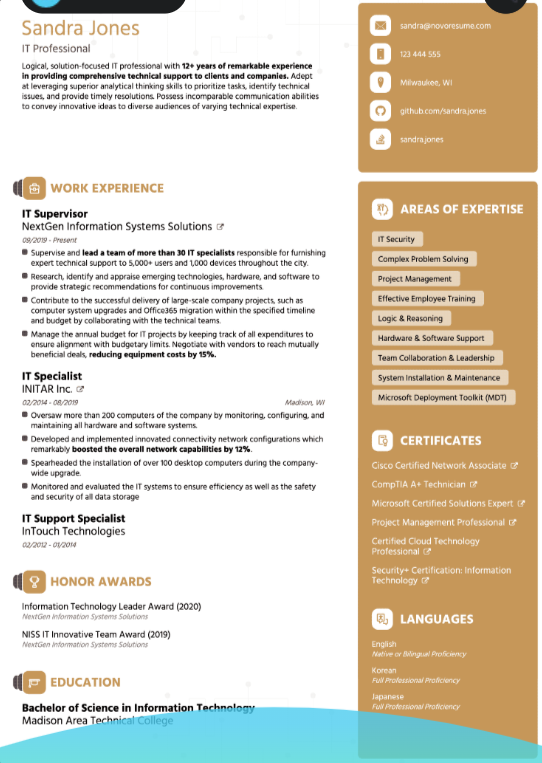 Sandra Jones
IT Professional
Logical, solution-focused IT professional with 12+ years of remarkable experience
in providing comprehensive technical support to clients and companies. Adept
at leveraging superior analytical thinking skills to prioritize tasks, identify technical
issues, and provide timely resolutions. Possess incomparable communication abilities
to convey innovative ideas to diverse audiences of varying technical expertise.
sandra@novoresume.com
123 444 555
Milwaukee, WI
github.com/sandra.jones
sandra.jones
WORK EXPERIENCE
IT Supervisor
NextGen Information Systems Solutions
08/2019 - Present
Supervise and lead a team of more than 30 IT specialists responsible for furnishing
expert technical support to 5,000+ users and 1,000 devices throughout the city.
Research, identify and appraise emerging technologies, hardware, and software to
provide strategic recommendations for continuous improvements.
Contribute to the successful delivery of large-scale company projects, such as
computer system upgrades and Office365 migration within the specified timeline
and budget by collaborating with the technical teams.
Manage the annual budget for IT projects by keeping track of all expenditures to
ensure alignment with budgetary limits. Negotiate with vendors to reach mutually
beneficial deals, reducing equipment costs by 15%.
IT Specialist
INITAR Inc.
02/2014 - 08/2019 Madison, WI
Oversaw more than 200 computers of the company by monitoring, configuring, and
maintaining all hardware and software systems.
Developed and implemented innovated connectivity network configurations which
remarkably boosted the overall network capabilities by 12%.
Spearheaded the installation of over 100 desktop computers during the company-
wide upgrade.
Monitored and evaluated the IT systems to ensure efficiency as well as the safety
and security of all data storage
IT Support Specialist
InTouch Technologies
02/2012 - 01/2014
HONOR AWARDS
Information Technology Leader Award (2020)
NextGen Information Systems Solutions
NISS IT Innovative Team Award (2019)
NextGen Information Systems Solutions
EDUCATION
Bachelor of Science in Information Technology
Madison Area Technical College
AREAS OF EXPERTISE
IT Security
Complex Problem Solving
Project Management
Effective Employee Training
Logic & Reasoning
Hardware & Software Support
Team Collaboration & Leadership
System Installation & Maintenance
Microsoft Deployment Toolkit (MDT)
CERTIFICATES
Cisco Certified Network Associate
CompTIA A+ Technician
Microsoft Certified Solutions Expert
Project Management Professional
Certified Cloud Technology
Professional
Security+ Certification: Information
Technology
LANGUAGES
English
Native or Bilingual Proficiency
Korean
Full Professional Proficiency
Japanese
Full Professional Proficiency